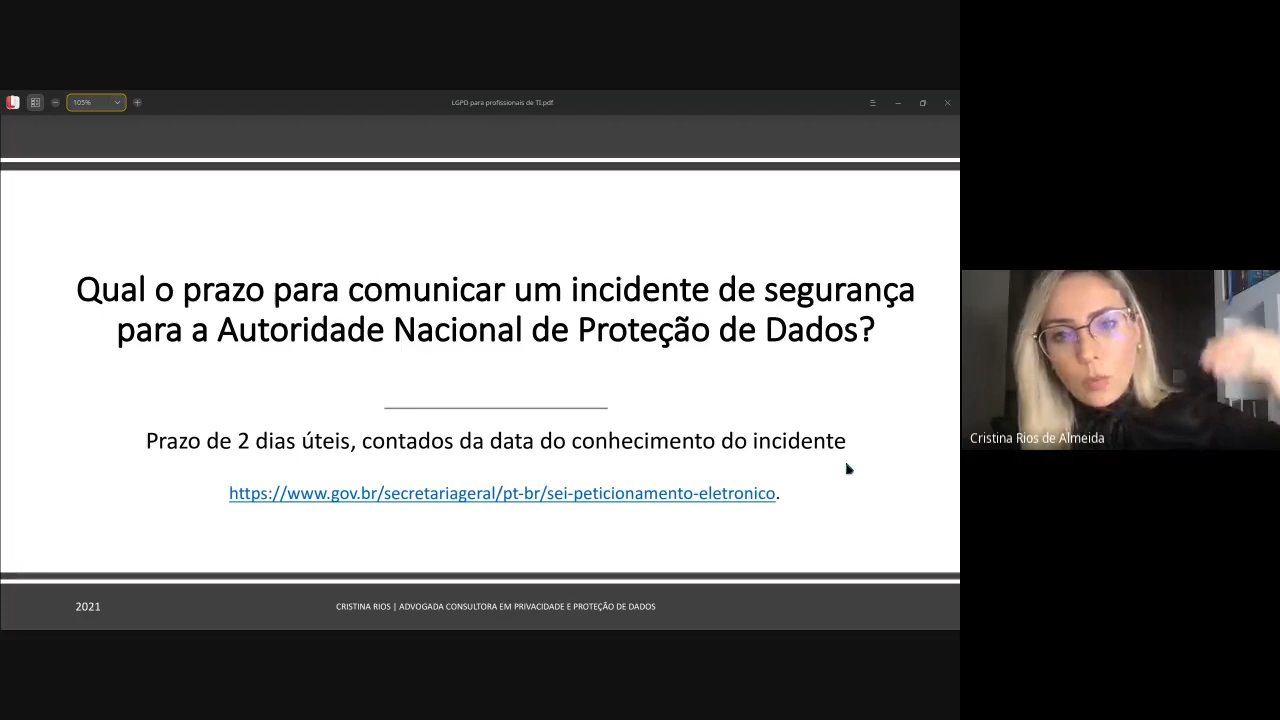 105%
LGPD para profissionais de TI.pdf
Qual o prazo para comunicar um incidente de segurança
para a Autoridade Nacional de Proteção de Dados?
Prazo de 2 dias úteis, contados da data do conhecimento do incidente
https://www.gov.br/secretariageral/pt-br/sei-peticionamento-eletronico.
2021
CRISTINA RIOS | ADVOGADA CONSULTORA EM PRIVACIDADE E PROTEÇÃO DE DADOS
Cristina Rios de Almeida